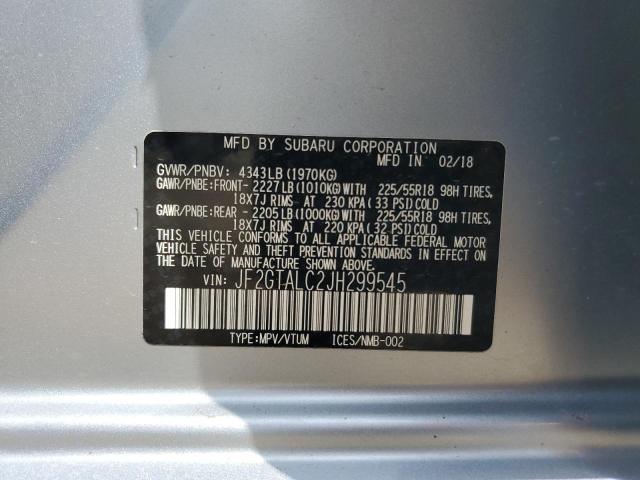 MFD BY SUBARU CORPORATION 02/18
GVWR/PNBV: 4343LB (1970KG)
GAWR/PNBE:FRONT- 2227LB(1010KG)WITH 225/55R18 98H TIRES,
18X7J RIMS AT 230 KPA(33 PSI)COLD
GAWR/PNBE:REAR - 2205LB(1000KG)WITH 225/55R18 98H TIRES,
18X7J RIMS AT 220 KPA(32 PSI)COLD
THIS VEHICLE CONFORMS TO ALL APPLICABLE FEDERAL MOTOR
VEHICLE SAFETY AND THEFT PREVENTION STANDARDS IN EFFECT ON
THE DATE OF MANUFACTURE SHOWN ABOVE.
VIN: JF2GTALC2JH299545
TYPE:MPV/VTUM ICES/NMB-002